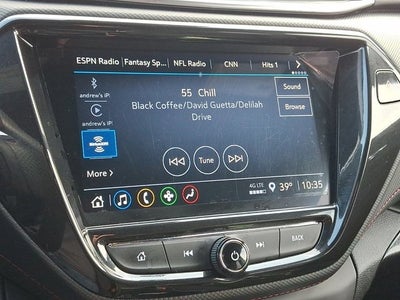 ESPN Radio Fantasy Sp... NFL Radio CNN Hits 1
55 Chill
Black Coffee/David Guetta/Delilah
Drive
Sound
Browse
andrew's iP!
andrew's iP!
Tune
More
4G LTE 39° 10:35
BACK